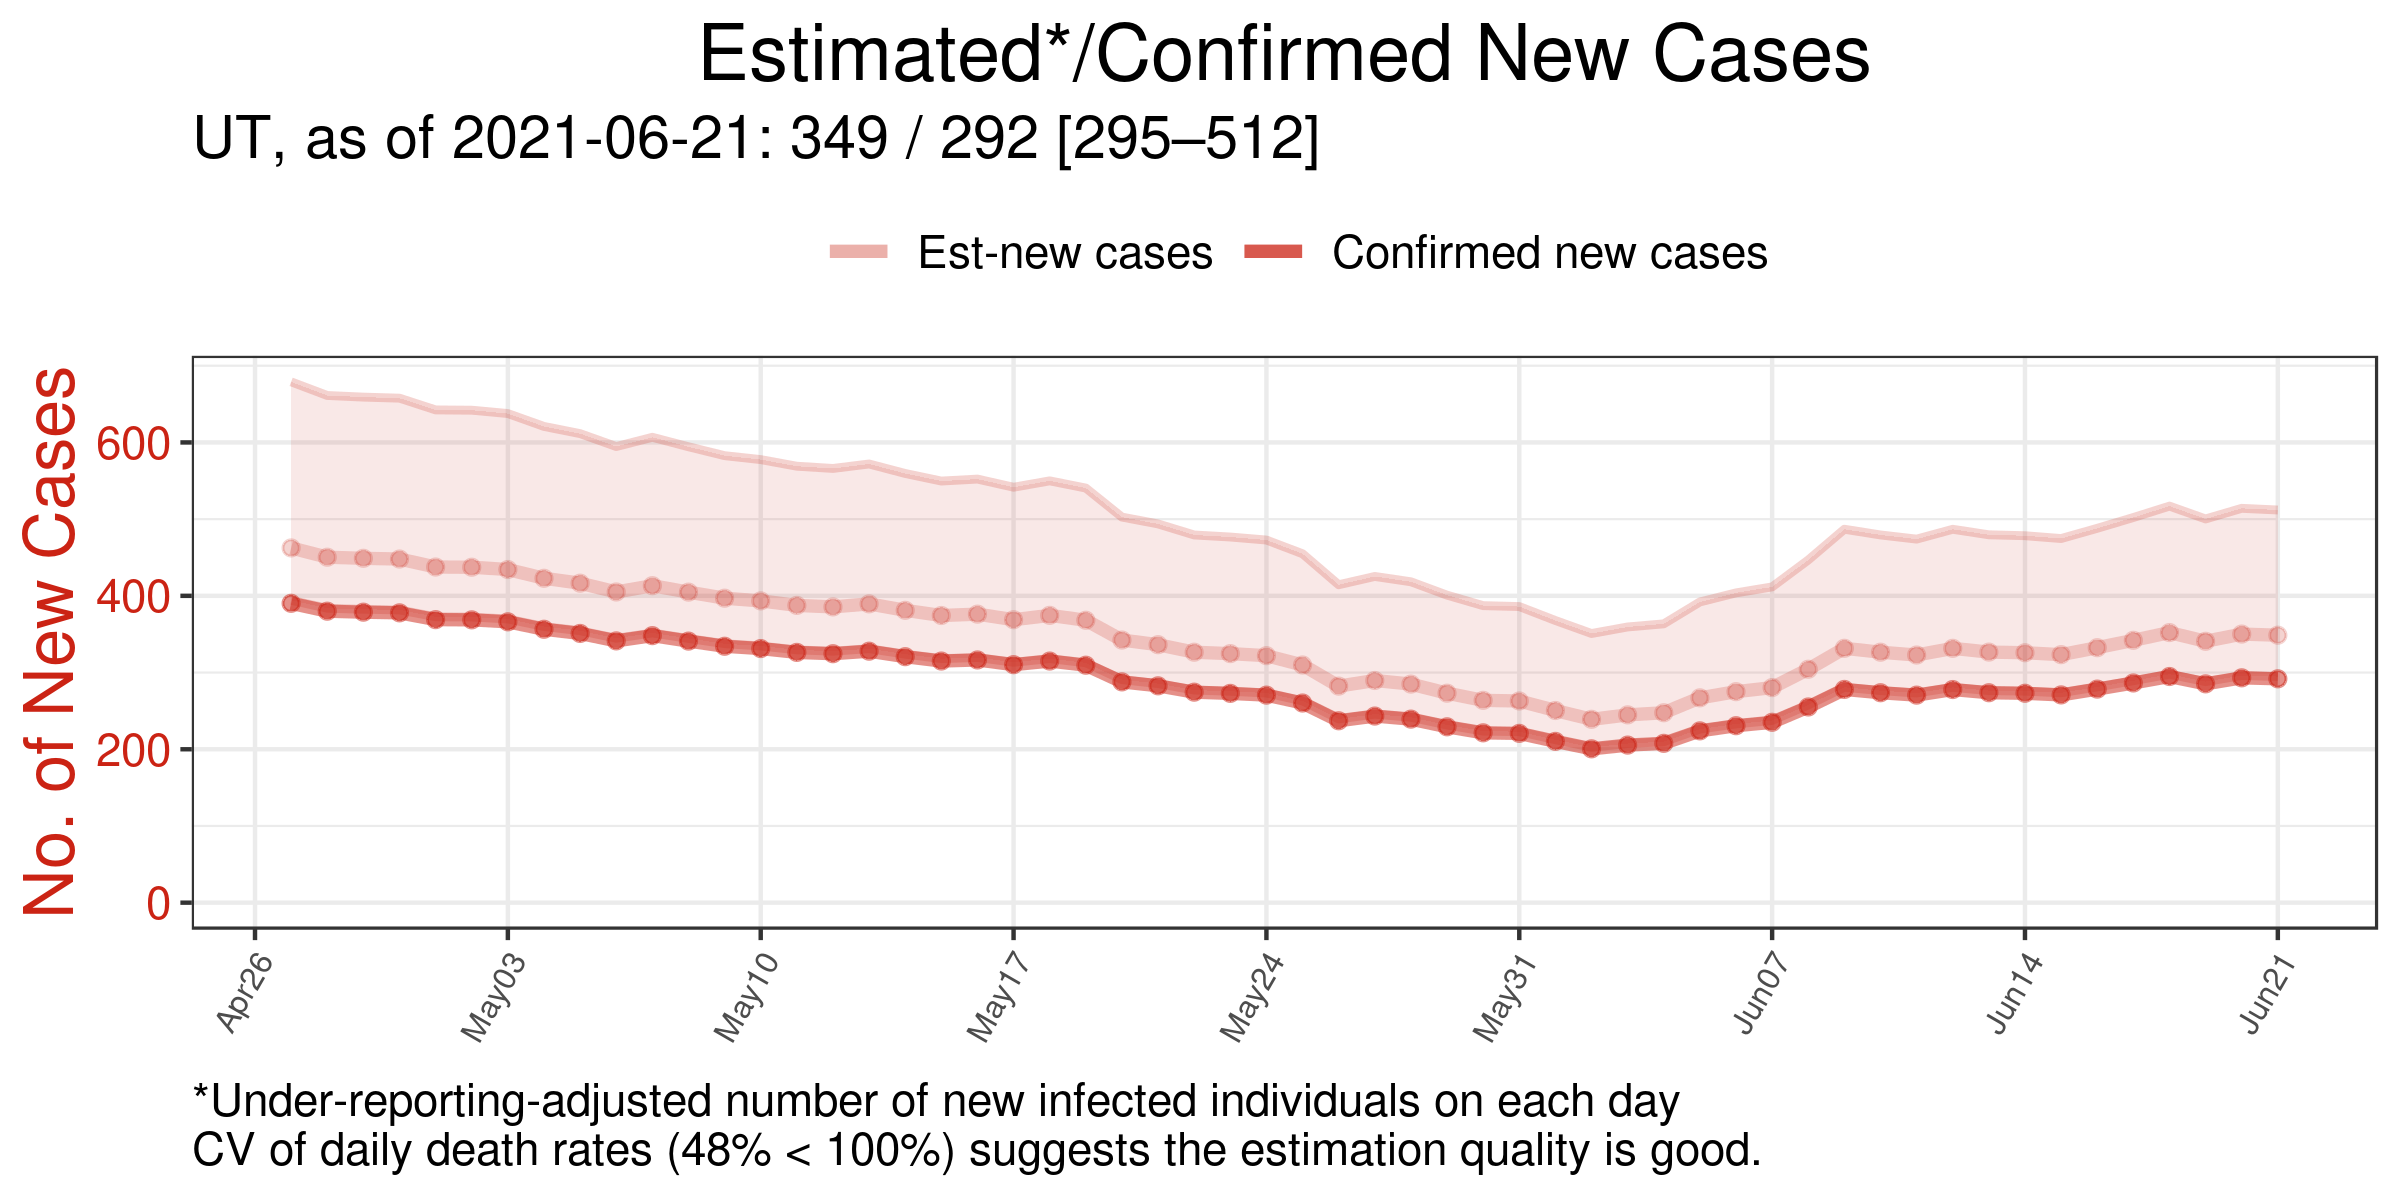 Estimated*/Confirmed New Cases
UT, as of 2021-06-21: 349 / 292 [295–512]
Est-new cases
Confirmed new cases
No. of New Cases
600
400
200
0
Apr26
May03
May10
May17
May24
May31
Jun07
Jun14
Jun21
*Under-reporting-adjusted number of new infected individuals on each day
CV of daily death rates (48% < 100%) suggests the estimation quality is good.